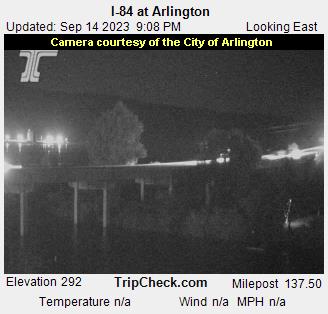 I-84 at Arlington
Updated: Sep 14 2023 9:08 PM Looking East
Camera courtesy of the City of Arlington
Elevation 292 TripCheck.com Milepost 137.50
Temperature n/a Wind n/a MPH n/a